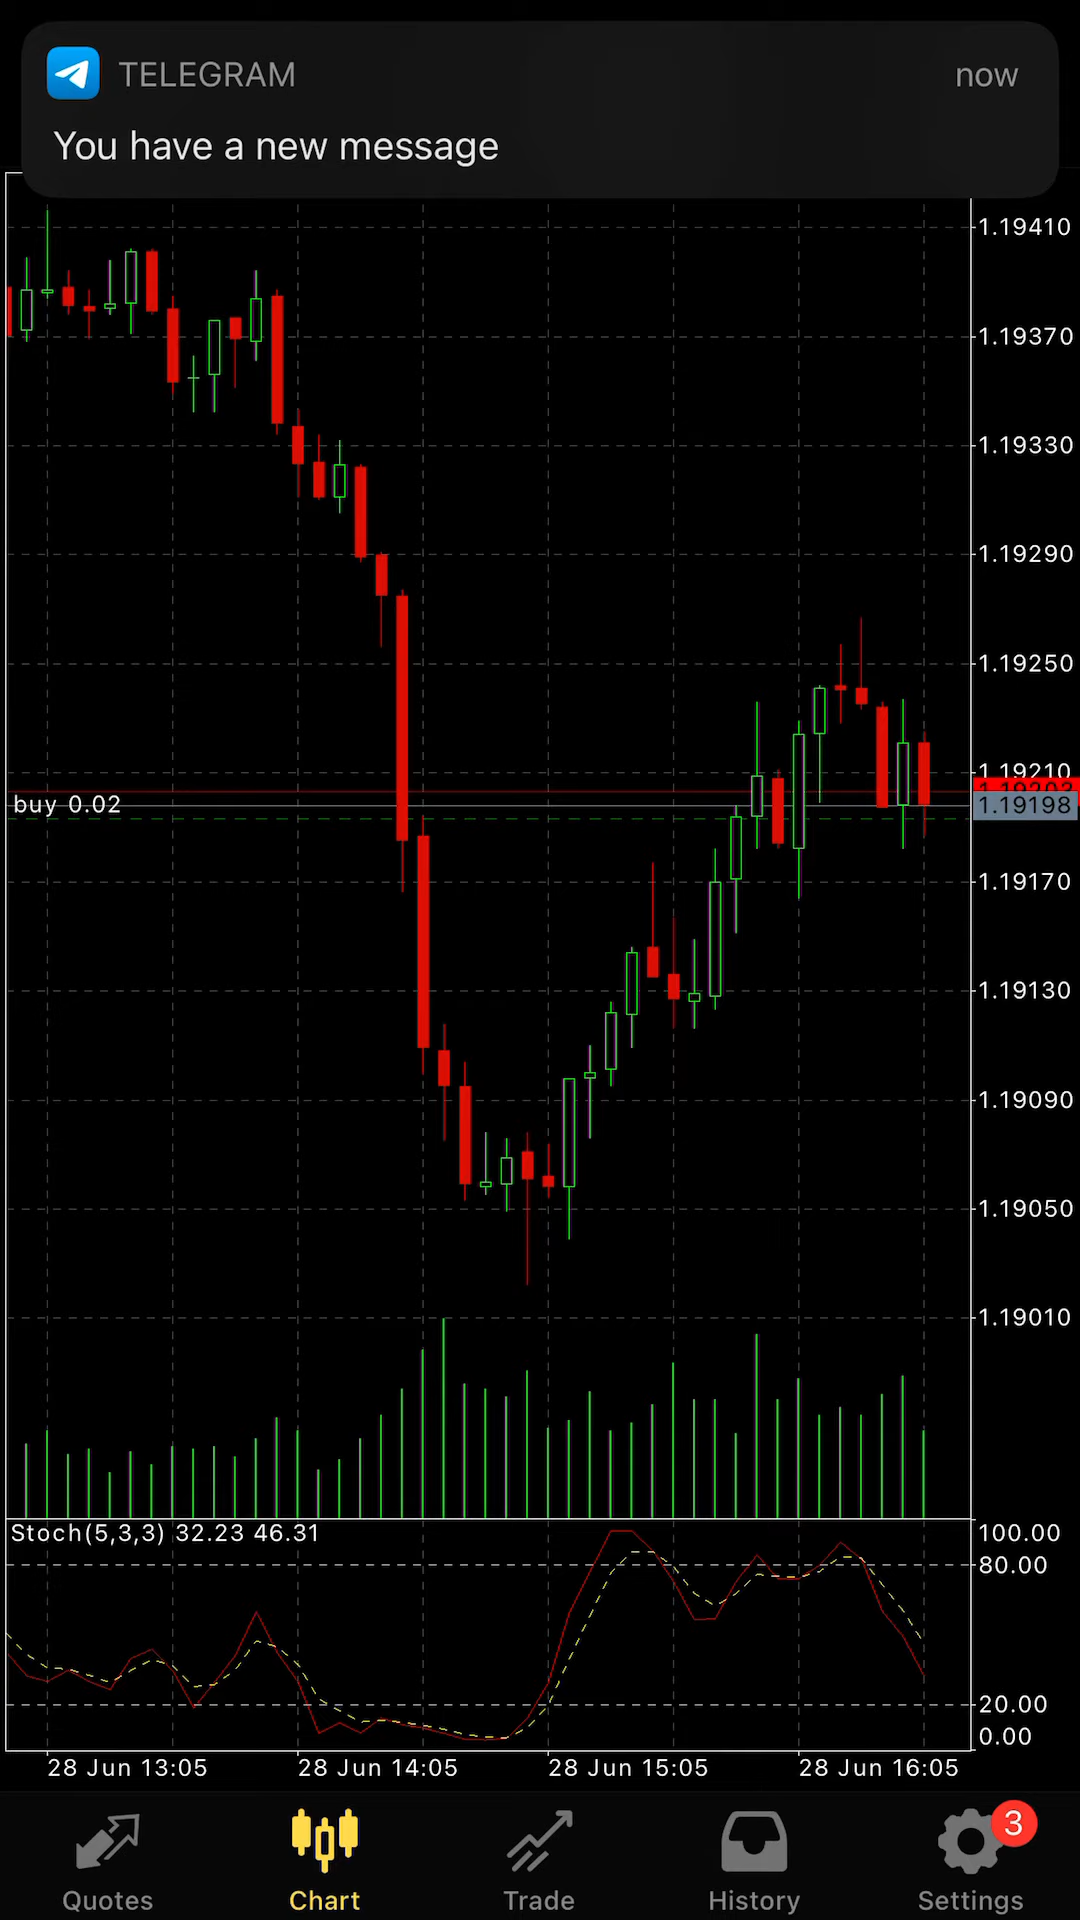 TELEGRAM
now
You have a new message
1.19410
1.19370
1.19330
1.19290
1.19250
1.19210
1.19202
buy 0.02
1.19198
1.19170
1.19130
1.19090
1.19050
1.19010
Stoch(5,3,3) 32.23 46.31
100.00
80.00
20.00
0.00
28 Jun 13:05
28 Jun 14:05
28 Jun 15:05
28 Jun 16:05
3
Quotes
Chart
Trade
History
Settings